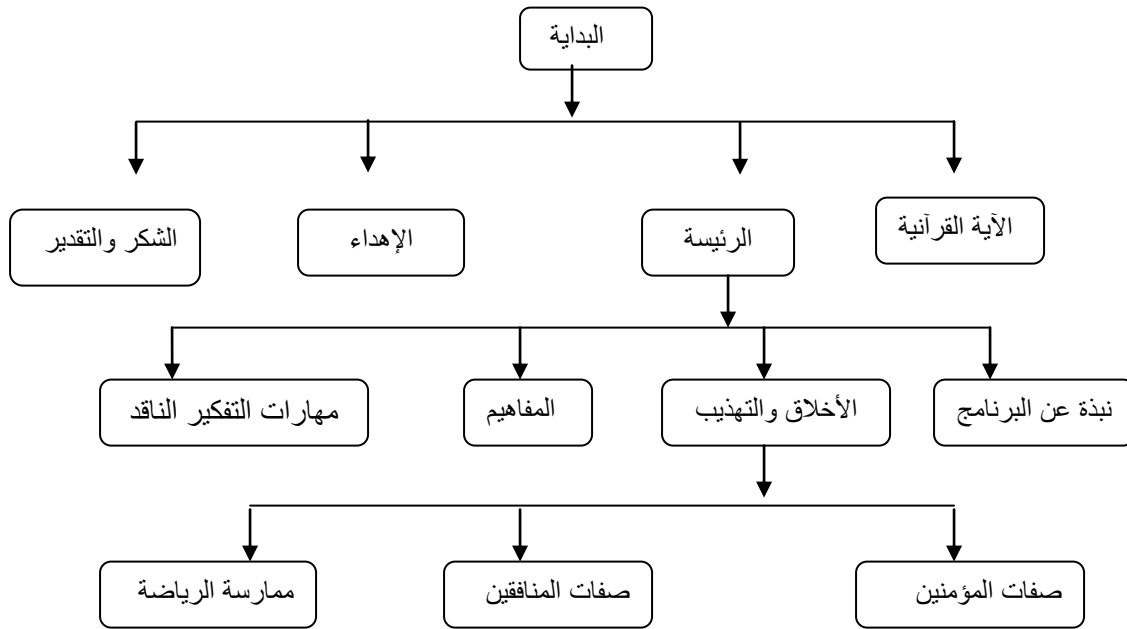 البداية
الآية القرآنية
الرئيسة
الإهداء
الشكر والتقدير
نبذة عن البرنامج
الأخلاق والتهذيب
المفاهيم
مهارات التفكير الناقد
صفات المؤمنين
صفات المنافقين
ممارسة الرياضة